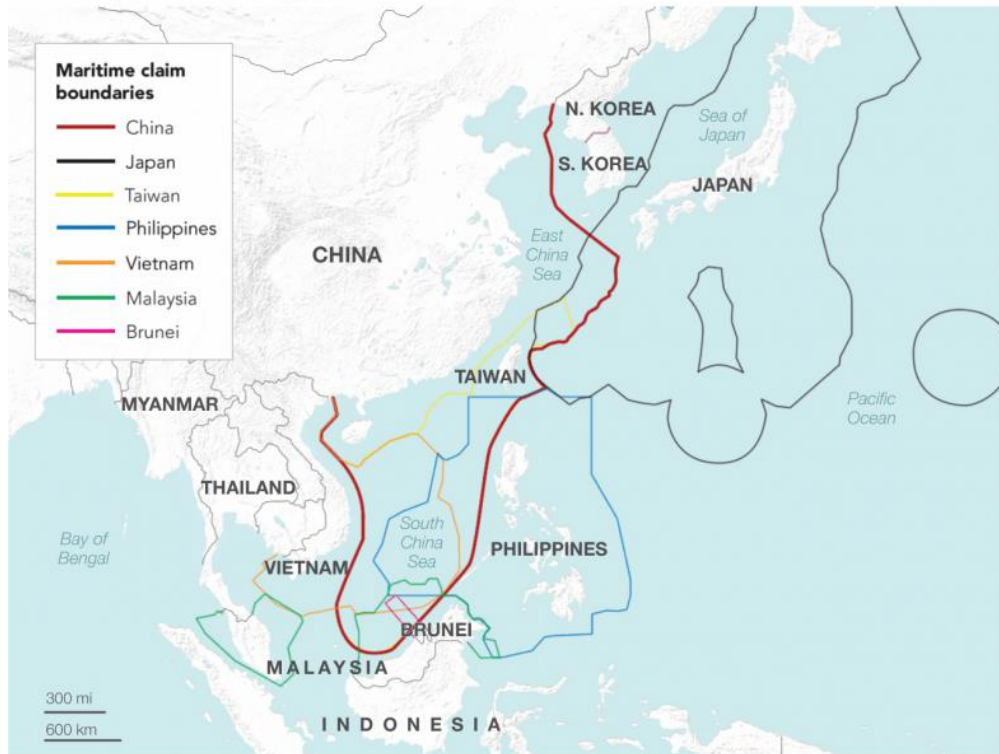 Maritime claim
boundaries
China
Japan
Taiwan
Philippines
Vietnam
Malaysia
Brunei
N. KOREA
Sea of
Japan
S. KOREA
JAPAN
East
China
Sea
CHINA
TAIWAN
Pacific
Ocean
MYANMAR
THAILAND
South
China
Sea
Bay of
Bengal
VIETNAM
PHILIPPINES
BRUNEI
MALAYSIA
300 mi
600 km
INDONESIA